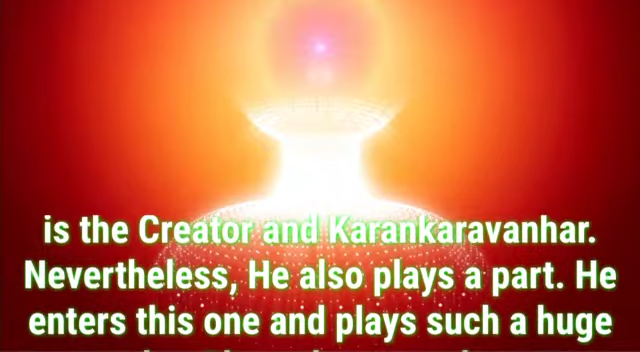 is the Creator and Karankaravanhar.
Nevertheless, He also plays a part. He
enters this one and plays such a huge